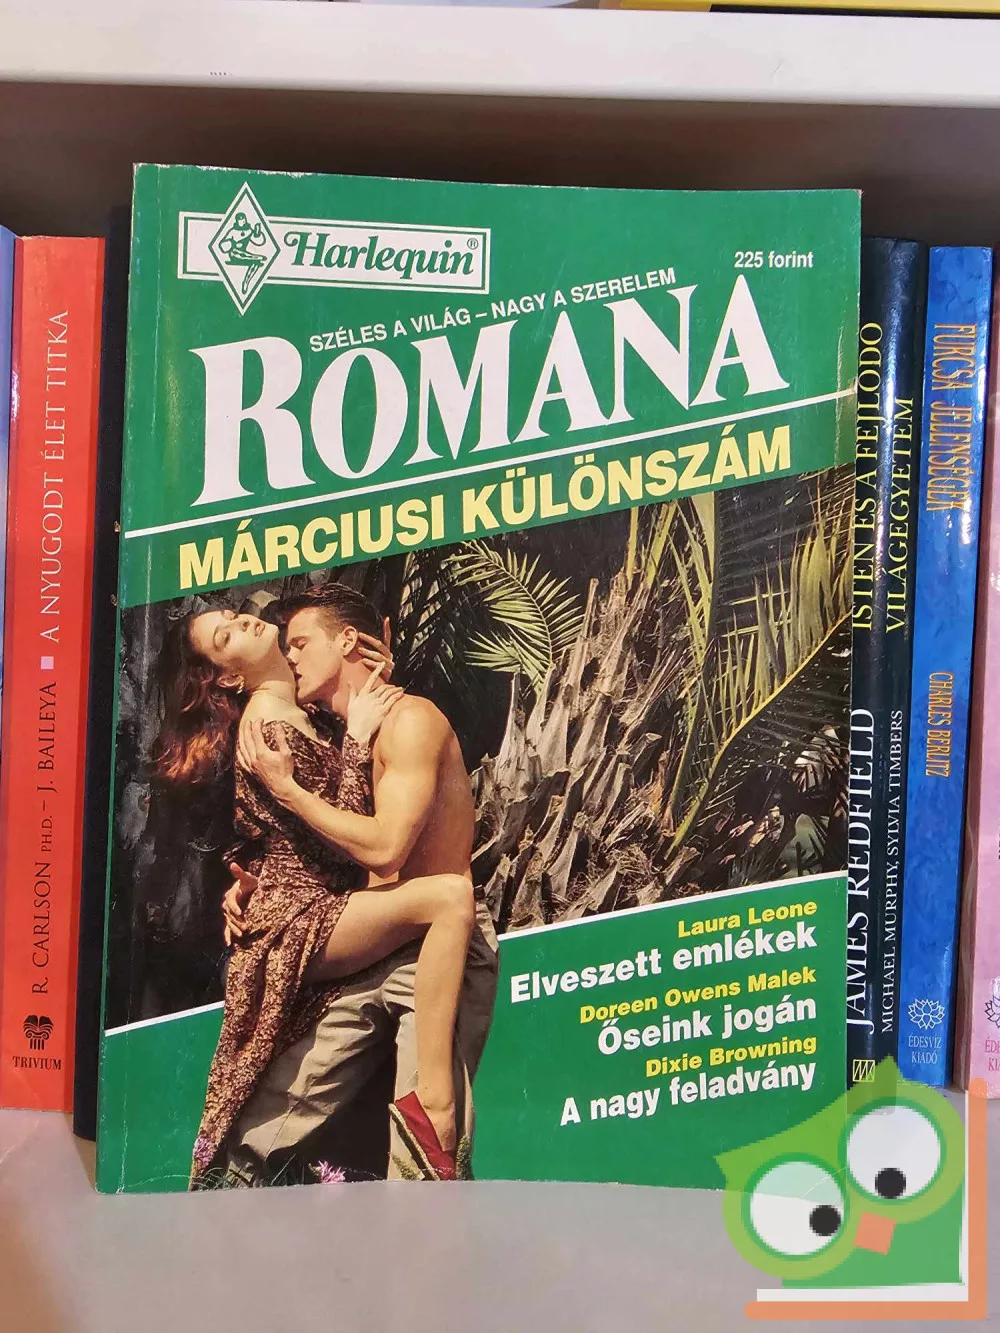 Harlequin®
225 forint
SZÉLES A VILÁG – NAGY A SZERELEM
ROMANA
MÁRCIUSI KÜLÖNSZÁM
Laura Leone
Elveszett emlékek
Doreen Owens Malek
Őseink jogán
Dixie Browning
A nagy feladvány
R. CARLSON PH.D. – J. BAILEYA ■ A NYUGODT ÉLET TITKA
TRIVIUM
JAMES REDFIELD
MICHAEL MURPHY, SYLVIA TIMBERS
ISTEN ÉS A FEJLŐDŐ
VILÁGEGYETEM
CHARLES BERLITZ
FURCSA JELENSÉGEK
ÉDESVÍZ
KIADÓ